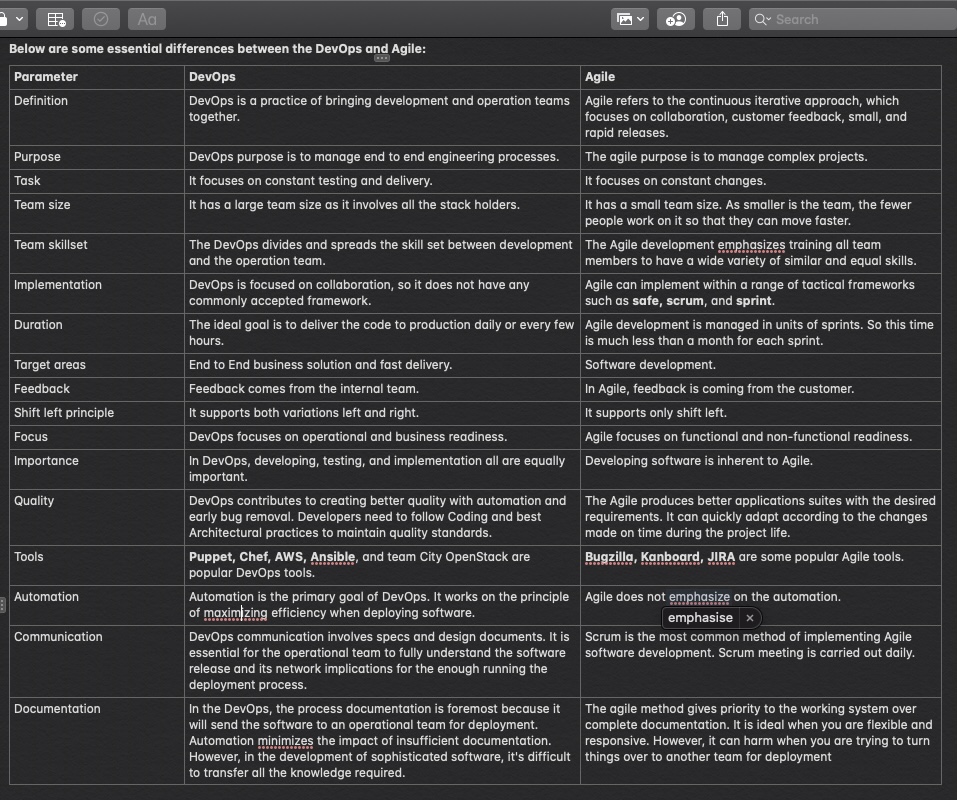 Aa
Search
Below are some essential differences between the DevOps and Agile:
Parameter DevOps Agile
Definition DevOps is a practice of bringing development and operation teams together. Agile refers to the continuous iterative approach, which focuses on collaboration, customer feedback, small, and rapid releases.
Purpose DevOps purpose is to manage end to end engineering processes. The agile purpose is to manage complex projects.
Task It focuses on constant testing and delivery. It focuses on constant changes.
Team size It has a large team size as it involves all the stack holders. It has a small team size. As smaller is the team, the fewer people work on it so that they can move faster.
Team skillset The DevOps divides and spreads the skill set between development and the operation team. The Agile development emphasizes training all team members to have a wide variety of similar and equal skills.
Implementation DevOps is focused on collaboration, so it does not have any commonly accepted framework. Agile can implement within a range of tactical frameworks such as safe, scrum, and sprint.
Duration The ideal goal is to deliver the code to production daily or every few hours. Agile development is managed in units of sprints. So this time is much less than a month for each sprint.
Target areas End to End business solution and fast delivery. Software development.
Feedback Feedback comes from the internal team. In Agile, feedback is coming from the customer.
Shift left principle It supports both variations left and right. It supports only shift left.
Focus DevOps focuses on operational and business readiness. Agile focuses on functional and non-functional readiness.
Importance In DevOps, developing, testing, and implementation all are equally important. Developing software is inherent to Agile.
Quality DevOps contributes to creating better quality with automation and early bug removal. Developers need to follow Coding and best Architectural practices to maintain quality standards. The Agile produces better applications suites with the desired requirements. It can quickly adapt according to the changes made on time during the project life.
Tools Puppet, Chef, AWS, Ansible, and team City OpenStack are popular DevOps tools. Bugzilla, Kanboard, JIRA are some popular Agile tools.
Automation Automation is the primary goal of DevOps. It works on the principle of maximizing efficiency when deploying software. Agile does not emphasize on the automation.
emphasise ×
Communication DevOps communication involves specs and design documents. It is essential for the operational team to fully understand the software release and its network implications for the enough running the deployment process. Scrum is the most common method of implementing Agile software development. Scrum meeting is carried out daily.
Documentation In the DevOps, the process documentation is foremost because it will send the software to an operational team for deployment. Automation minimizes the impact of insufficient documentation. However, in the development of sophisticated software, it's difficult to transfer all the knowledge required. The agile method gives priority to the working system over complete documentation. It is ideal when you are flexible and responsive. However, it can harm when you are trying to turn things over to another team for deployment